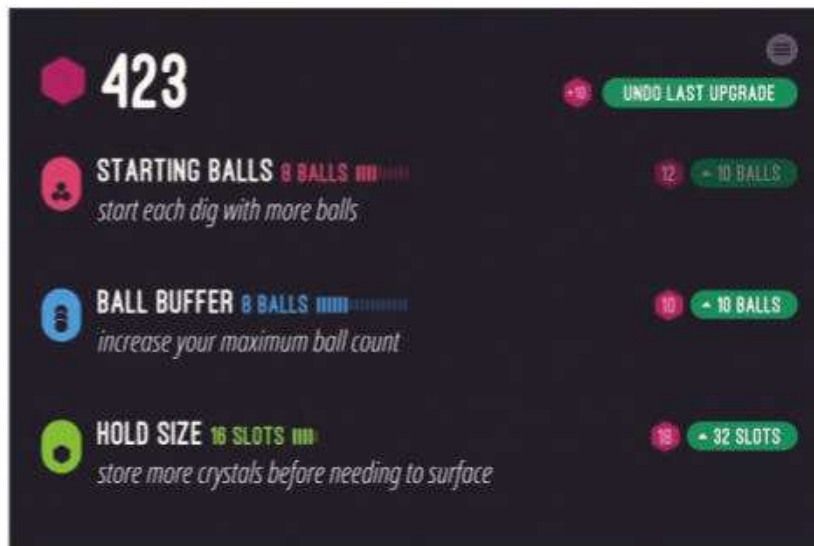 423
+10 UNDO LAST UPGRADE
STARTING BALLS 8 BALLS 12 10 BALLS
start each dig with more balls
BALL BUFFER 8 BALLS 10 10 BALLS
increase your maximum ball count
HOLD SIZE 16 SLOTS 18 32 SLOTS
store more crystals before needing to surface